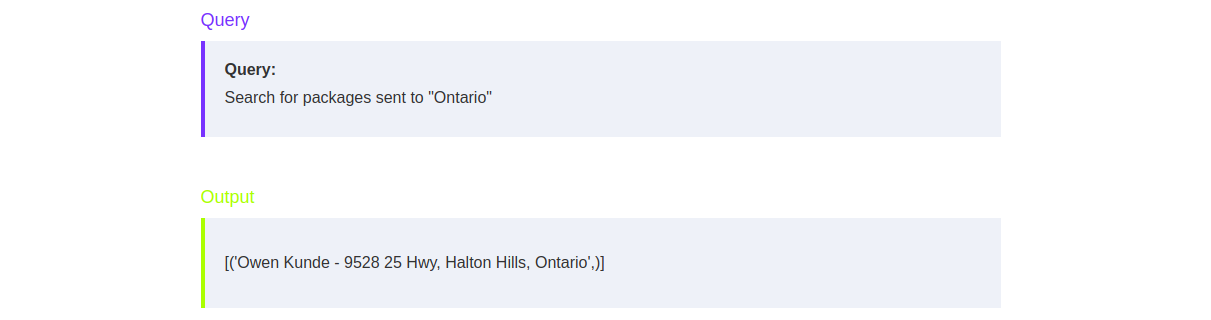 Query
Query:
Search for packages sent to "Ontario"
Output
[('Owen Kunde - 9528 25 Hwy, Halton Hills, Ontario',)]